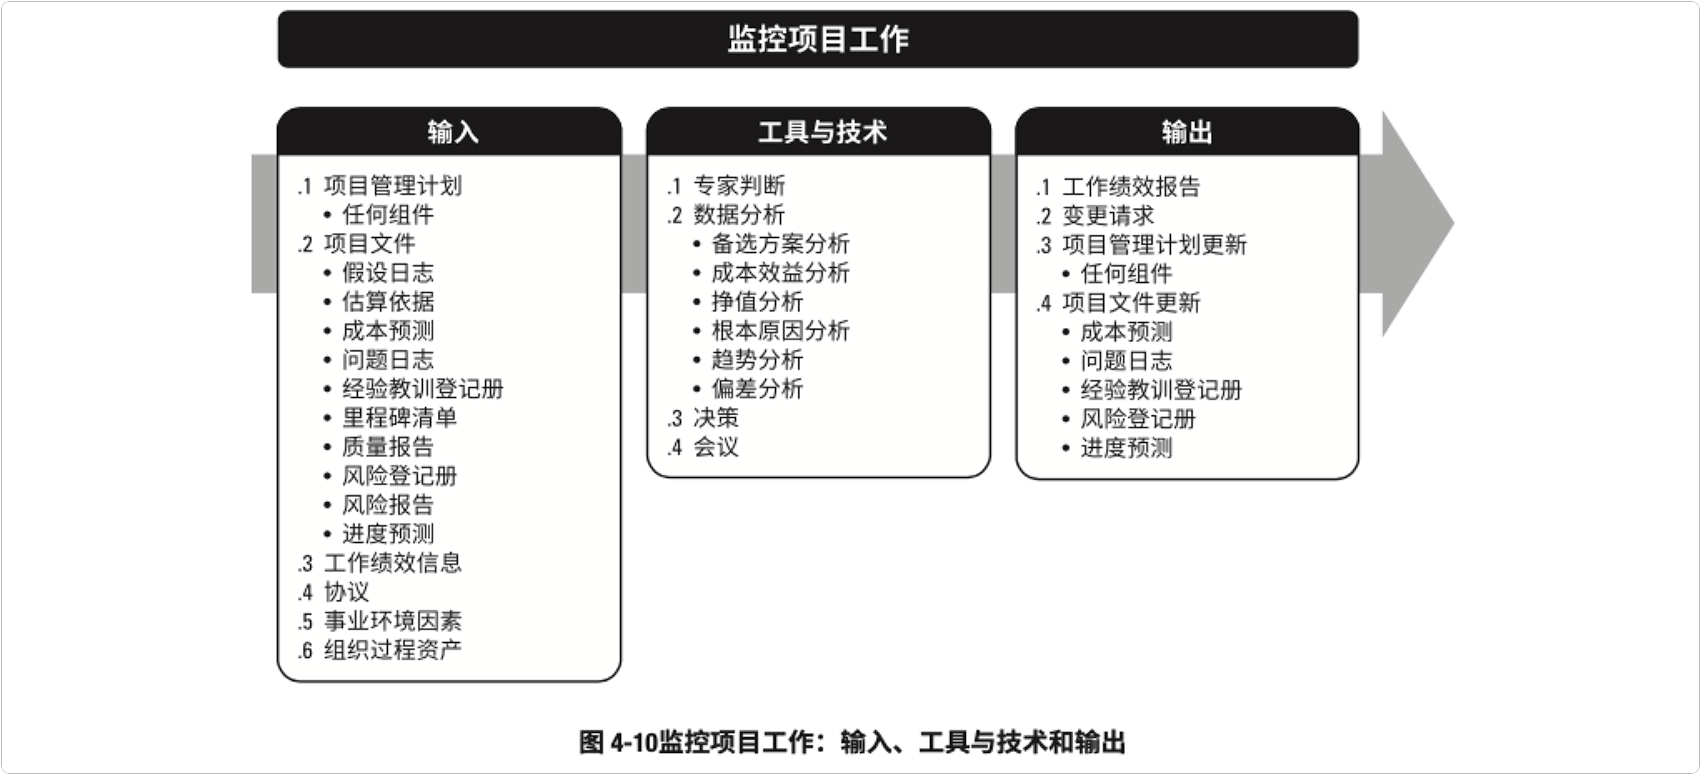 监控项目工作
输入
.1 项目管理计划
• 任何组件
.2 项目文件
• 假设日志
• 估算依据
• 成本预测
• 问题日志
• 经验教训登记册
• 里程碑清单
• 质量报告
• 风险登记册
• 风险报告
• 进度预测
.3 工作绩效信息
.4 协议
.5 事业环境因素
.6 组织过程资产
工具与技术
.1 专家判断
.2 数据分析
• 备选方案分析
• 成本效益分析
• 挣值分析
• 根本原因分析
• 趋势分析
• 偏差分析
.3 决策
.4 会议
输出
.1 工作绩效报告
.2 变更请求
.3 项目管理计划更新
• 任何组件
.4 项目文件更新
• 成本预测
• 问题日志
• 经验教训登记册
• 风险登记册
• 进度预测
图 4-10监控项目工作：输入、工具与技术和输出